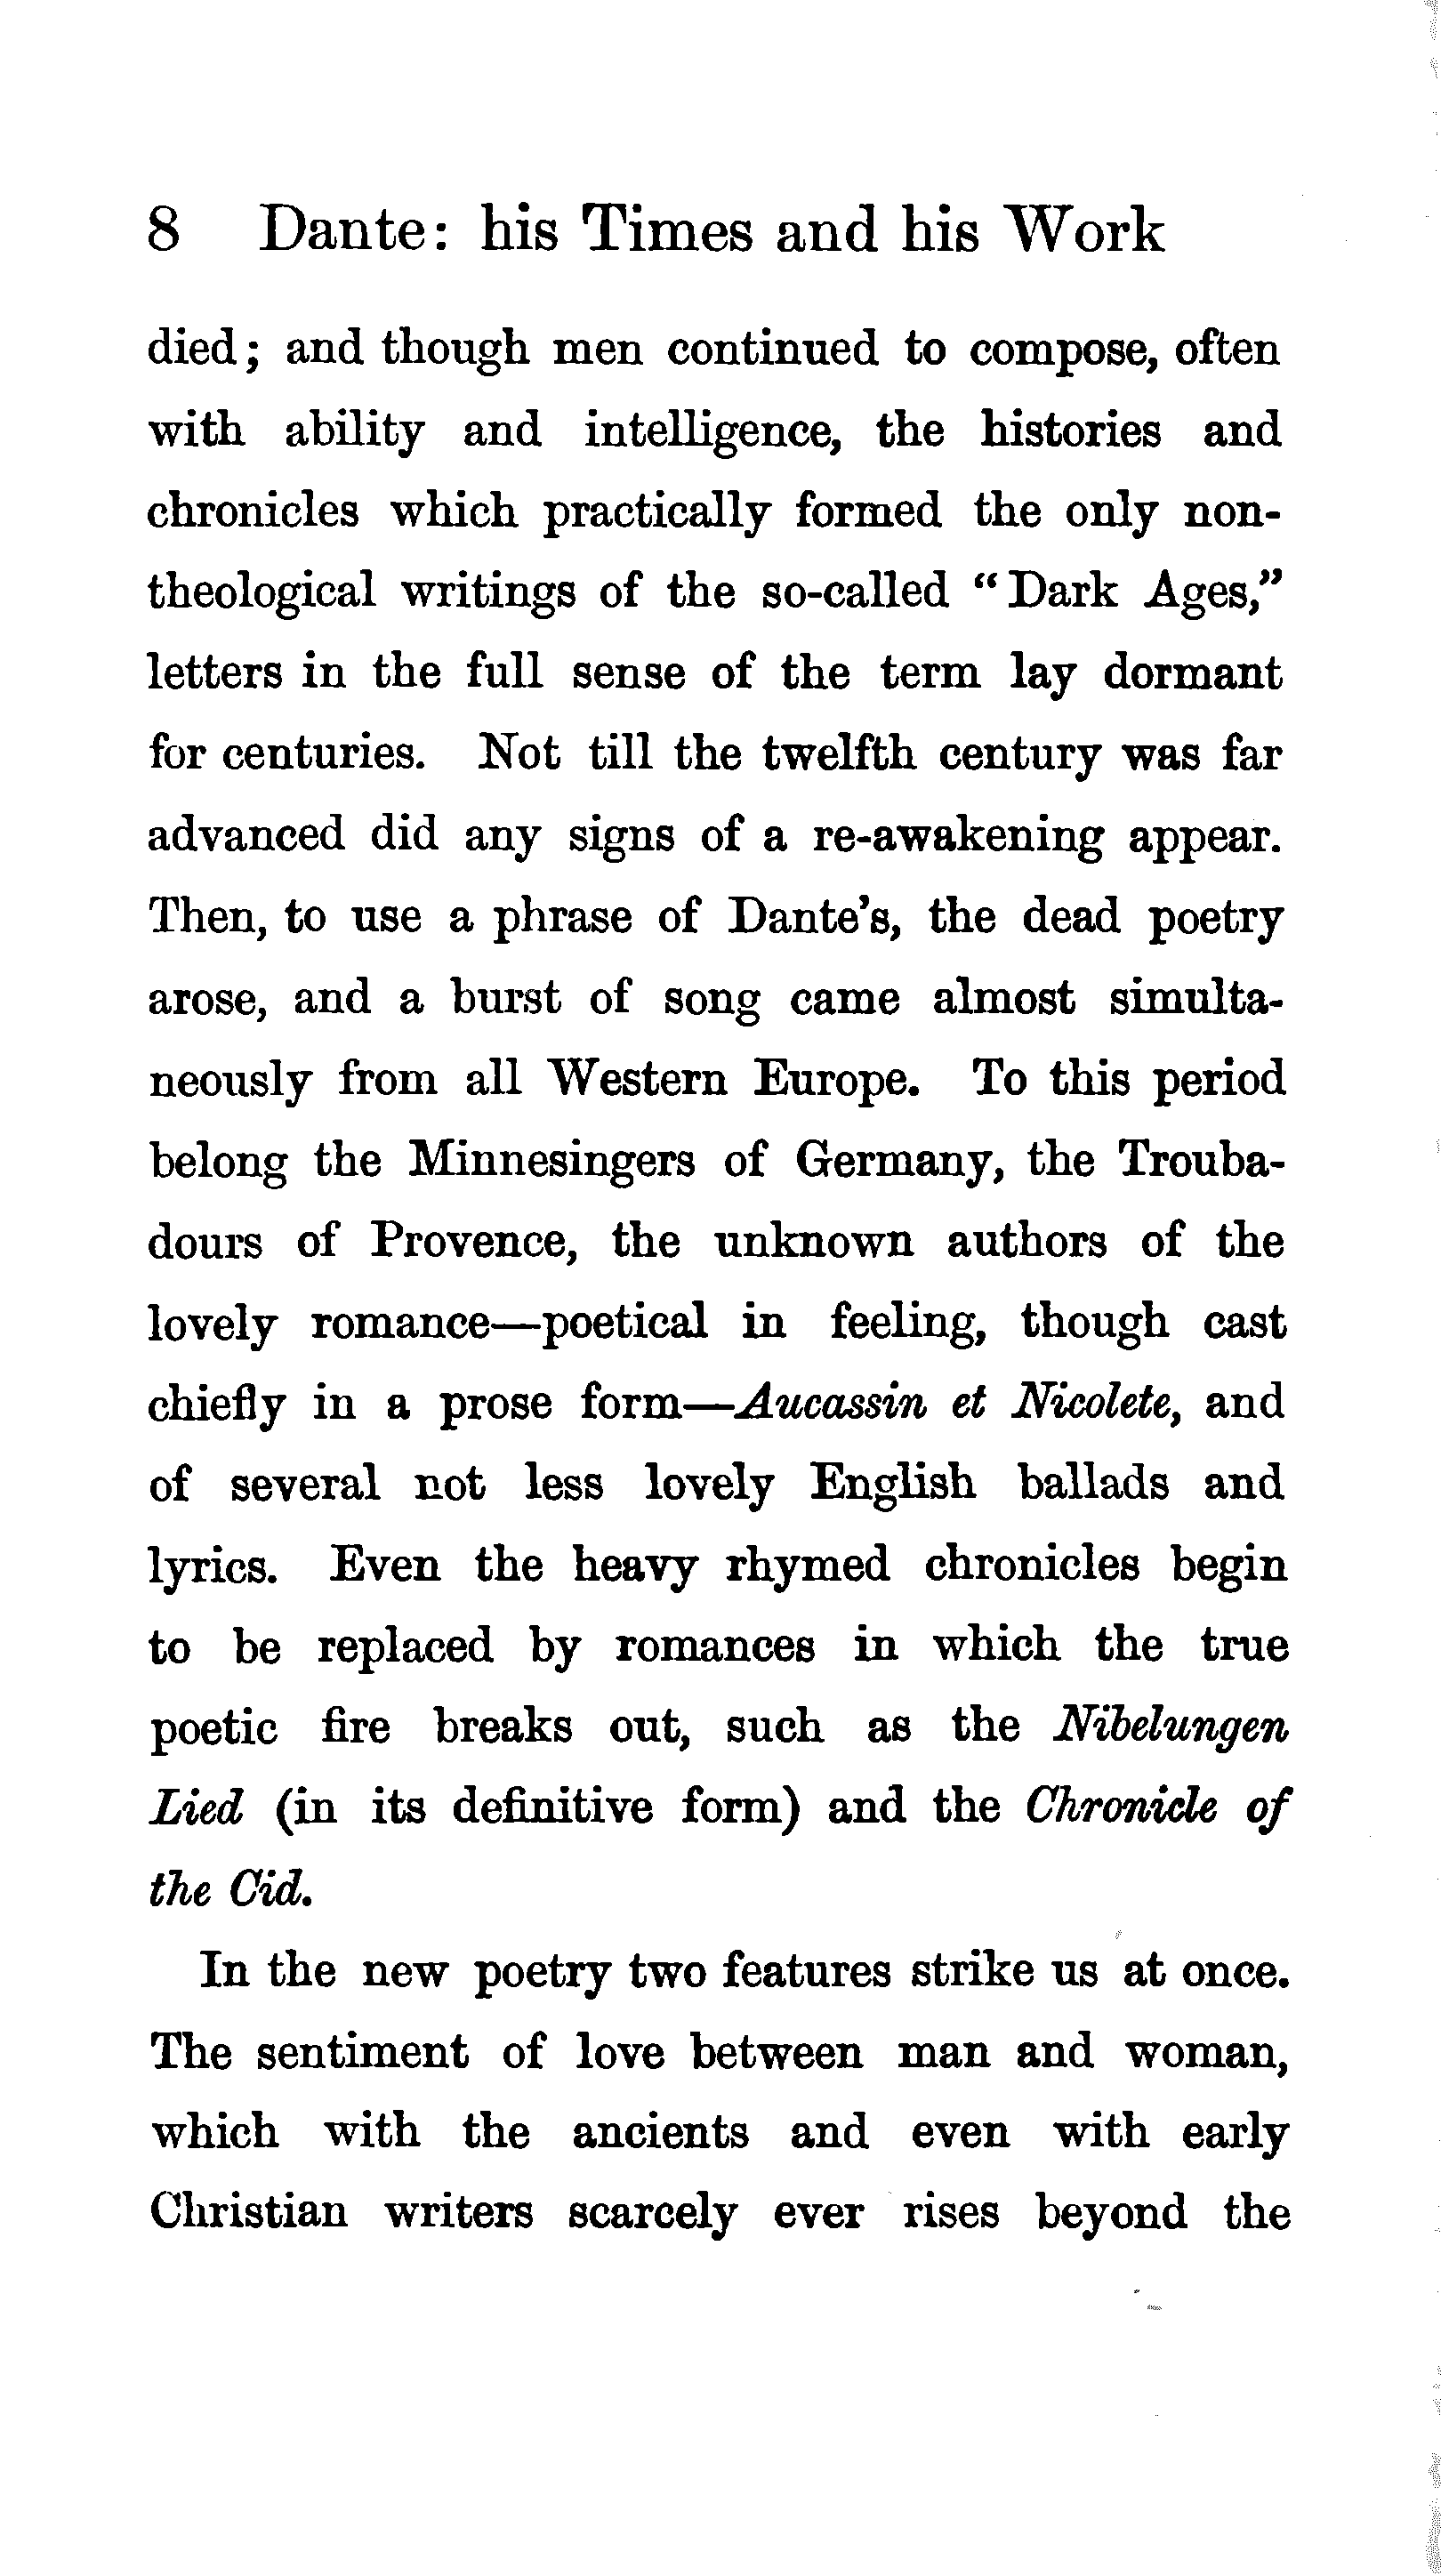 8 Dante: his Times and his Work
died; and though men continued to compose, often
with ability and intelligence, the histories and
chronicles which practically formed the only non-
theological writings of the so-called “Dark Ages,”
letters in the full sense of the term lay dormant
for centuries. Not till the twelfth century was far
advanced did any signs of a re-awakening appear.
Then, to use a phrase of Dante’s, the dead poetry
arose, and a burst of song came almost simulta-
neously from all Western Europe. To this period
belong the Minnesingers of Germany, the Trouba-
dours of Provence, the unknown authors of the
lovely romance—poetical in feeling, though cast
chiefly in a prose form—Aucassin et Nicolete, and
of several not less lovely English ballads and
lyrics. Even the heavy rhymed chronicles begin
to be replaced by romances in which the true
poetic fire breaks out, such as the Nibelungen
Lied (in its definitive form) and the Chronicle of
the Cid.
In the new poetry two features strike us at once.
The sentiment of love between man and woman,
which with the ancients and even with early
Christian writers scarcely ever rises beyond the